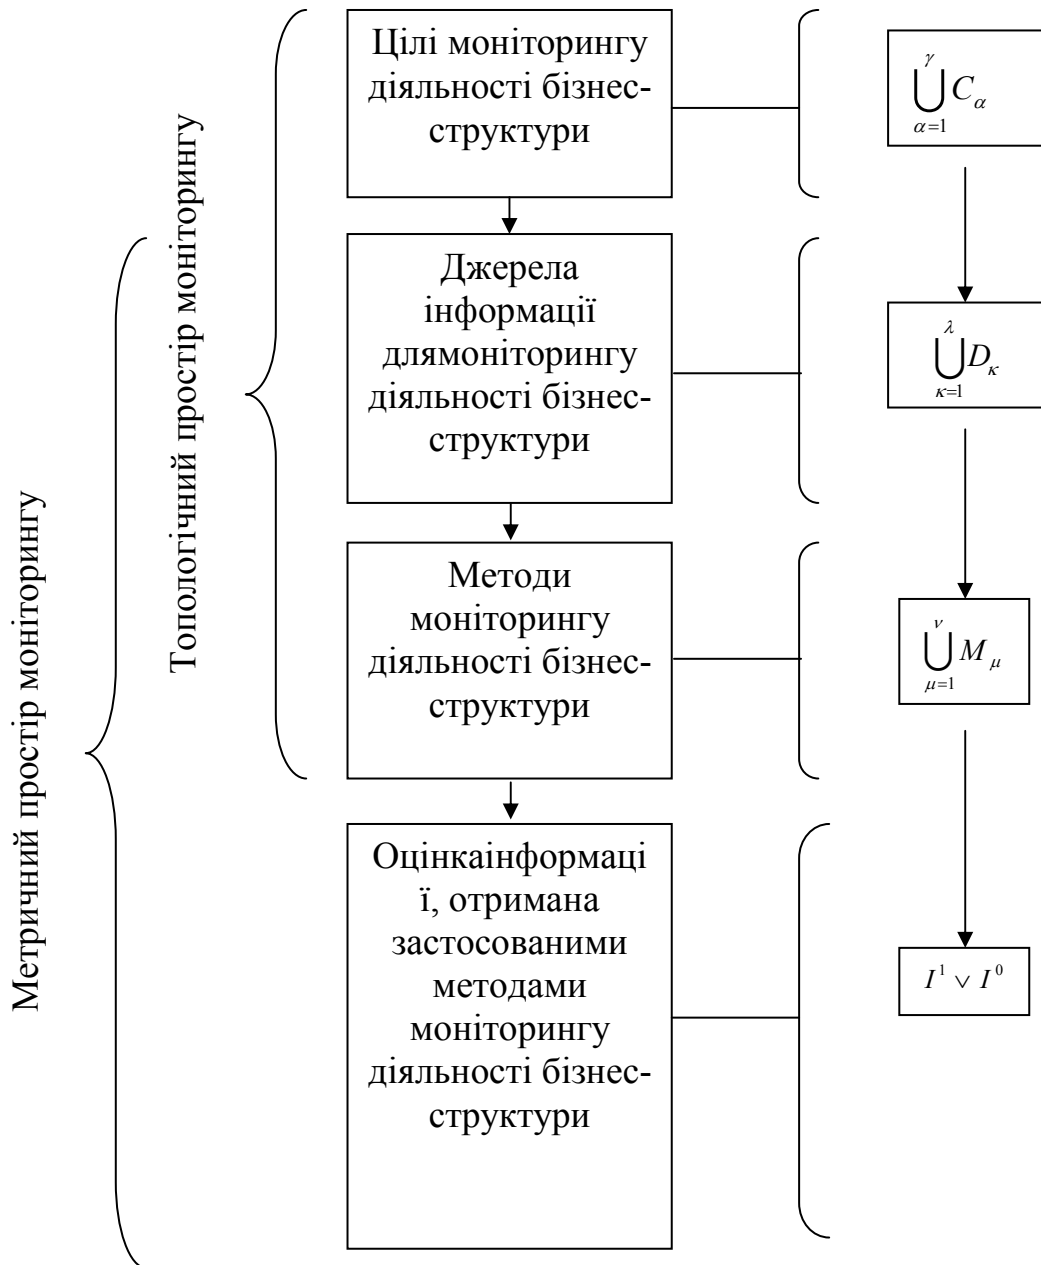 Метричний простір моніторингу
Топологічний простір моніторингу
Цілі моніторингу
діяльності бізнес-
структури
γ
⋃ C_α
α=1
Джерела
інформації
длямоніторингу
діяльності бізнес-
структури
λ
⋃ D_κ
κ=1
Методи
моніторингу
діяльності бізнес-
структури
ν
⋃ M_μ
μ=1
Оцінкаінформаці
ї, отримана
застосованими
методами
моніторингу
діяльності бізнес-
структури
I¹ ∨ I⁰